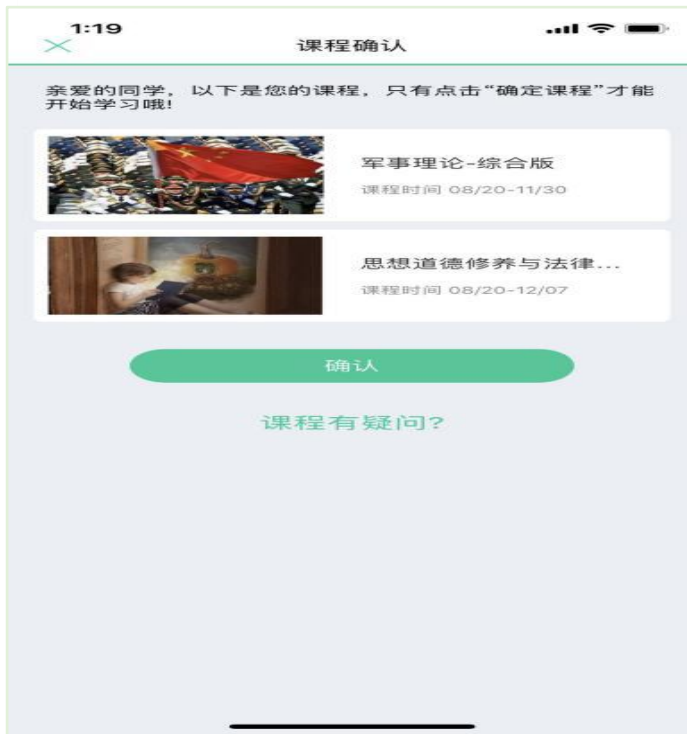 1:19
课程确认
亲爱的同学，以下是您的课程，只有点击“确定课程”才能
开始学习哦!
军事理论-综合版
课程时间 08/20-11/30
思想道德修养与法律...
课程时间 08/20-12/07
确认
课程有疑问?